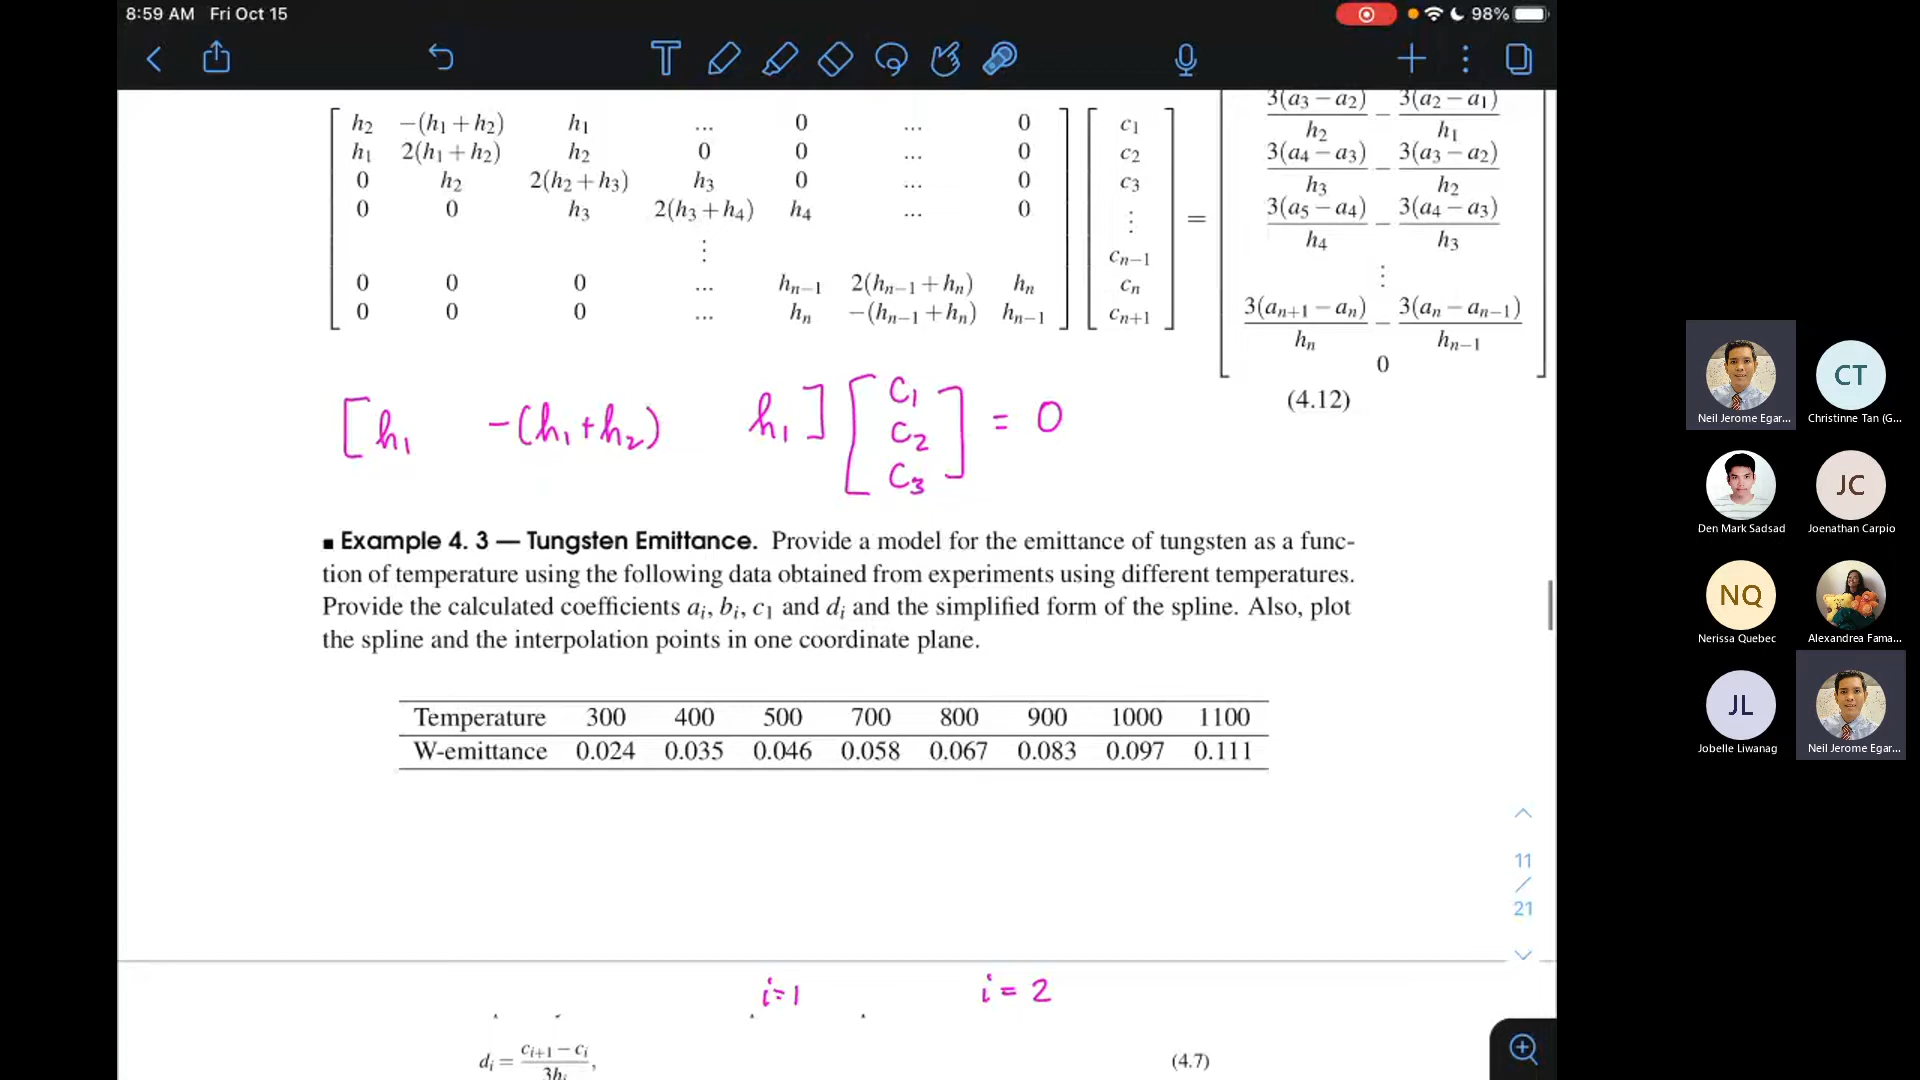 8:59 AM Fri Oct 15 98%
h₂ −(h₁+h₂) h₁ ... 0 ... 0
h₁ 2(h₁+h₂) h₂ 0 0 ... 0
0 h₂ 2(h₂+h₃) h₃ 0 ... 0
0 0 h₃ 2(h₃+h₄) h₄ ... 0
⋮
0 0 0 ... hₙ₋₁ 2(hₙ₋₁+hₙ) hₙ
0 0 0 ... hₙ −(hₙ₋₁+hₙ) hₙ₋₁
c₁
c₂
c₃
⋮
cₙ₋₁
cₙ
cₙ₊₁
=
3(a₃−a₂)/h₂ − 3(a₂−a₁)/h₁
3(a₄−a₃)/h₃ − 3(a₃−a₂)/h₂
3(a₅−a₄)/h₄ − 3(a₄−a₃)/h₃
⋮
3(aₙ₊₁−aₙ)/hₙ − 3(aₙ−aₙ₋₁)/hₙ₋₁
0
(4.12)
[h₁ −(h₁+h₂) h₁] [c₁ c₂ c₃] = 0
■ Example 4. 3 — Tungsten Emittance. Provide a model for the emittance of tungsten as a func-
tion of temperature using the following data obtained from experiments using different temperatures.
Provide the calculated coefficients aᵢ, bᵢ, c₁ and dᵢ and the simplified form of the spline. Also, plot
the spline and the interpolation points in one coordinate plane.
Temperature 300 400 500 700 800 900 1000 1100
W-emittance 0.024 0.035 0.046 0.058 0.067 0.083 0.097 0.111
11
/
21
i=1 i=2
dᵢ = (cᵢ₊₁−cᵢ)/3hᵢ, (4.7)
Neil Jerome Egar...
CT
Christinne Tan (G...
Den Mark Sadsad
JC
Joenathan Carpio
NQ
Nerissa Quebec
Alexandrea Fama...
JL
Jobelle Liwanag
Neil Jerome Egar...